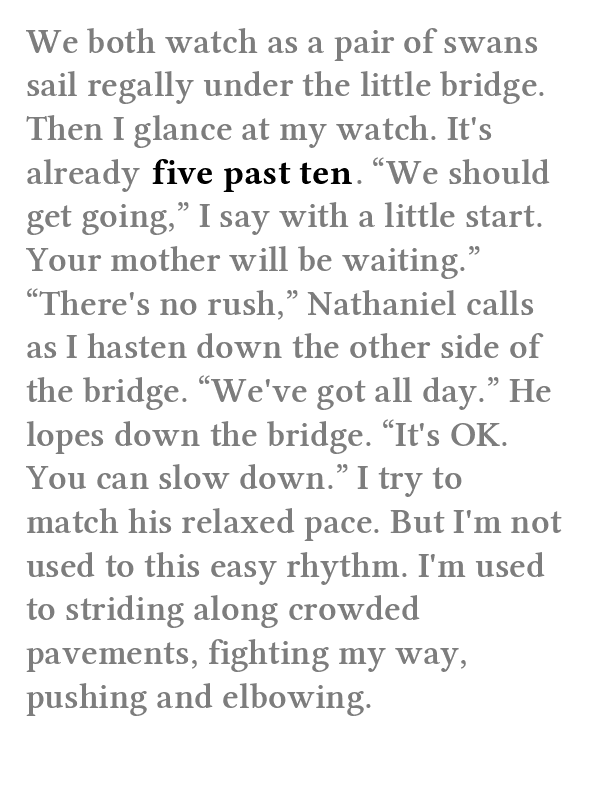 We both watch as a pair of swans
sail regally under the little bridge.
Then I glance at my watch. It's
already five past ten. “We should
get going,” I say with a little start.
Your mother will be waiting.”
“There's no rush,” Nathaniel calls
as I hasten down the other side of
the bridge. “We've got all day.” He
lopes down the bridge. “It's OK.
You can slow down.” I try to
match his relaxed pace. But I'm not
used to this easy rhythm. I'm used
to striding along crowded
pavements, fighting my way,
pushing and elbowing.